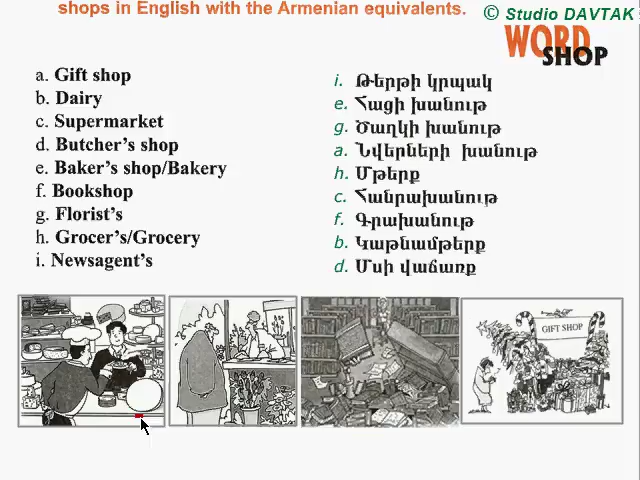 shops in English with the Armenian equivalents.
© Studio DAVTAK
WORD
SHOP
a. Gift shop
b. Dairy
c. Supermarket
d. Butcher's shop
e. Baker's shop/Bakery
f. Bookshop
g. Florist's
h. Grocer's/Grocery
i. Newsagent's
i. Թերթի կրպակ
e. Հացի խանութ
g. Ծաղկի խանութ
a. Նվերների խանութ
h. Մթերք
c. Հանրախանութ
f. Գրախանութ
b. Կաթնամթերք
d. Մսի վաճառք
GIFT SHOP